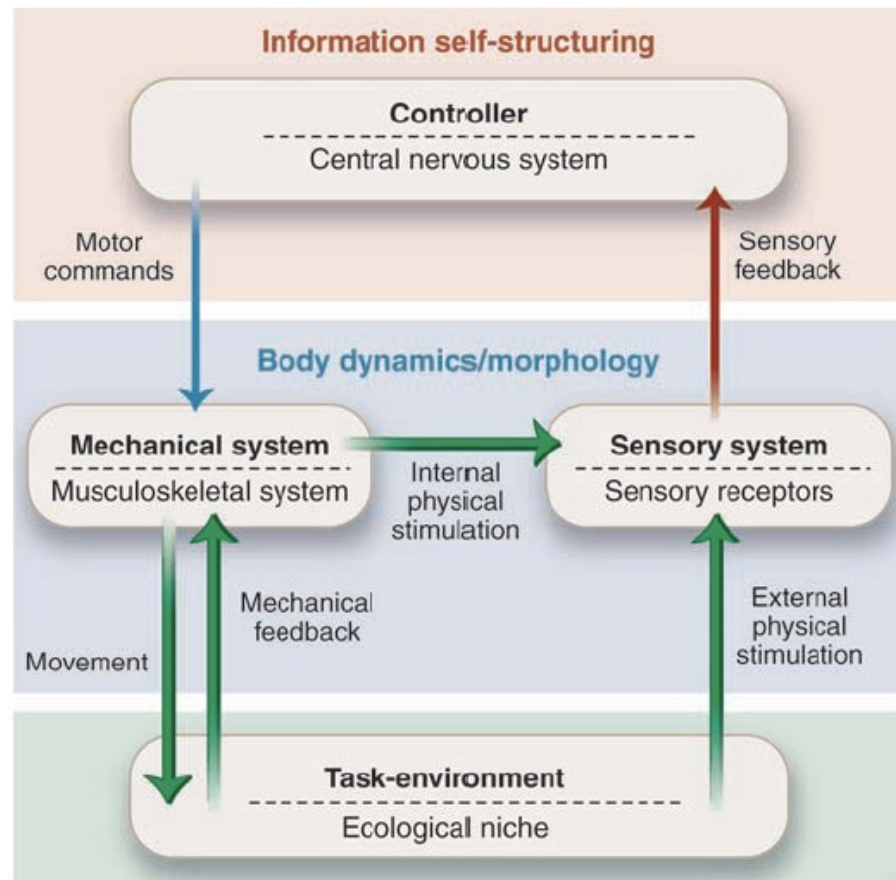 Information self-structuring
Controller
Central nervous system
Motor
commands
Sensory
feedback
Body dynamics/morphology
Mechanical system
Musculoskeletal system
Internal
physical
stimulation
Sensory system
Sensory receptors
Movement
Mechanical
feedback
External
physical
stimulation
Task-environment
Ecological niche